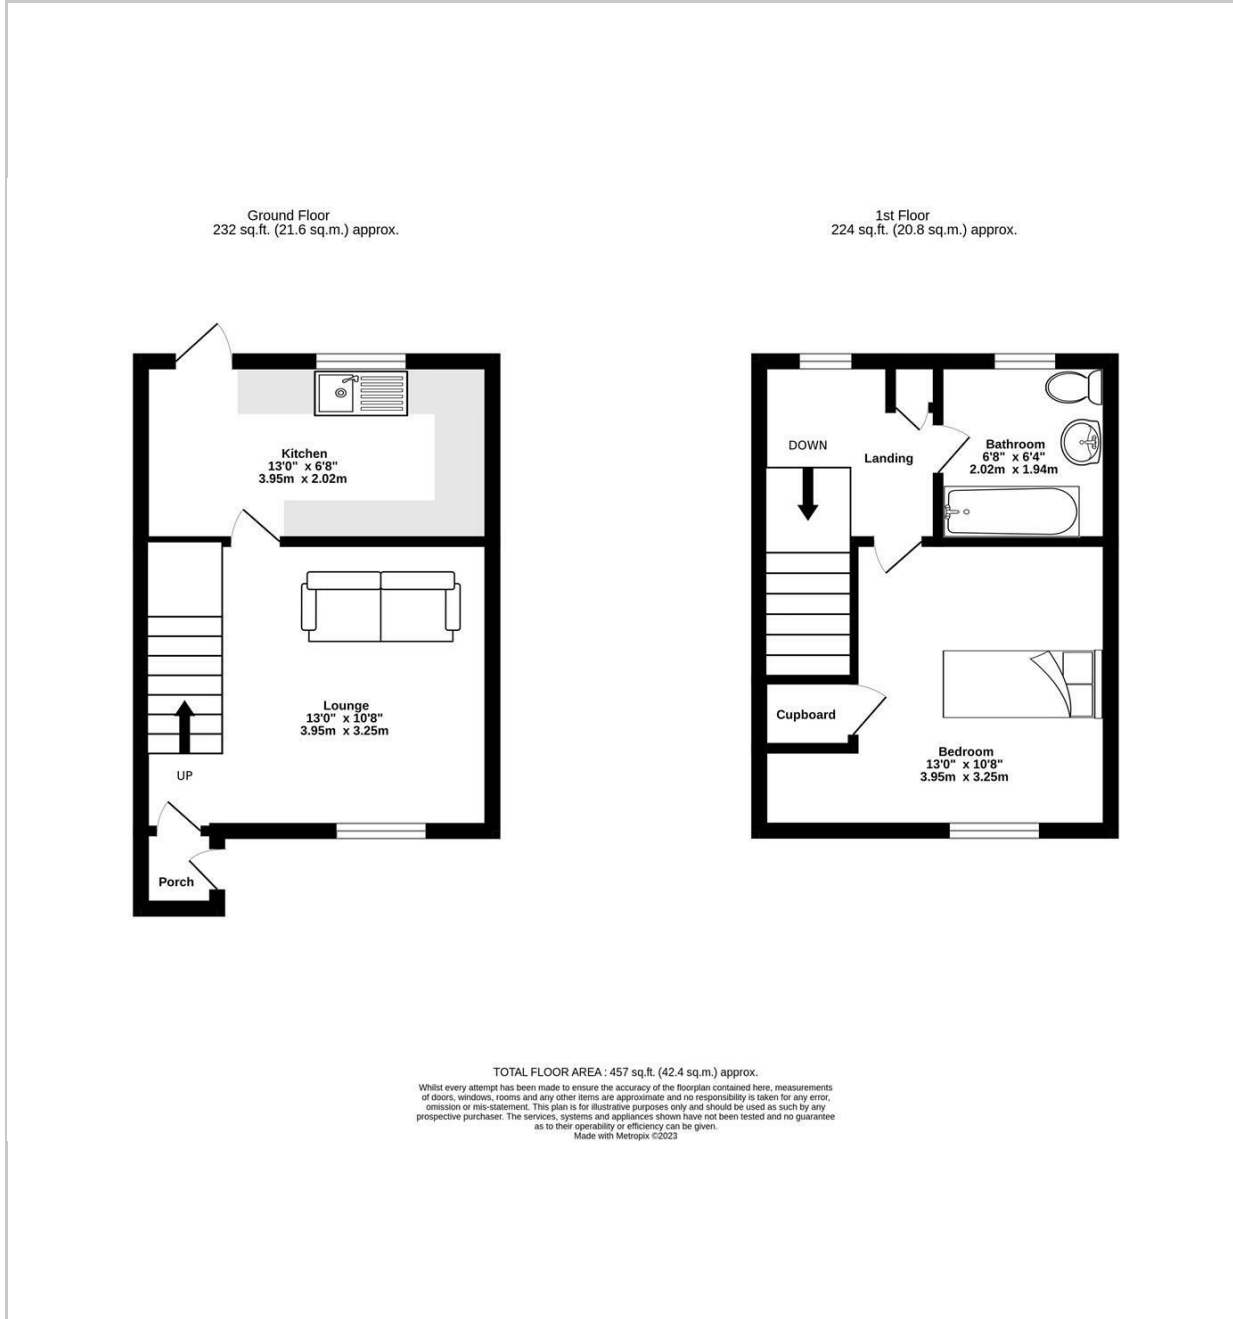 Ground Floor
232 sq.ft. (21.6 sq.m.) approx.
1st Floor
224 sq.ft. (20.8 sq.m.) approx.
Kitchen
13'0" x 6'8"
3.95m x 2.02m
Lounge
13'0" x 10'8"
3.95m x 3.25m
UP
Porch
DOWN
Landing
Bathroom
6'8" x 6'4"
2.02m x 1.94m
Cupboard
Bedroom
13'0" x 10'8"
3.95m x 3.25m
TOTAL FLOOR AREA : 457 sq.ft. (42.4 sq.m.) approx.
Whilst every attempt has been made to ensure the accuracy of the floorplan contained here, measurements
of doors, windows, rooms and any other items are approximate and no responsibility is taken for any error,
omission or mis-statement. This plan is for illustrative purposes only and should be used as such by any
prospective purchaser. The services, systems and appliances shown have not been tested and no guarantee
as to their operability or efficiency can be given.
Made with Metropix ©2023